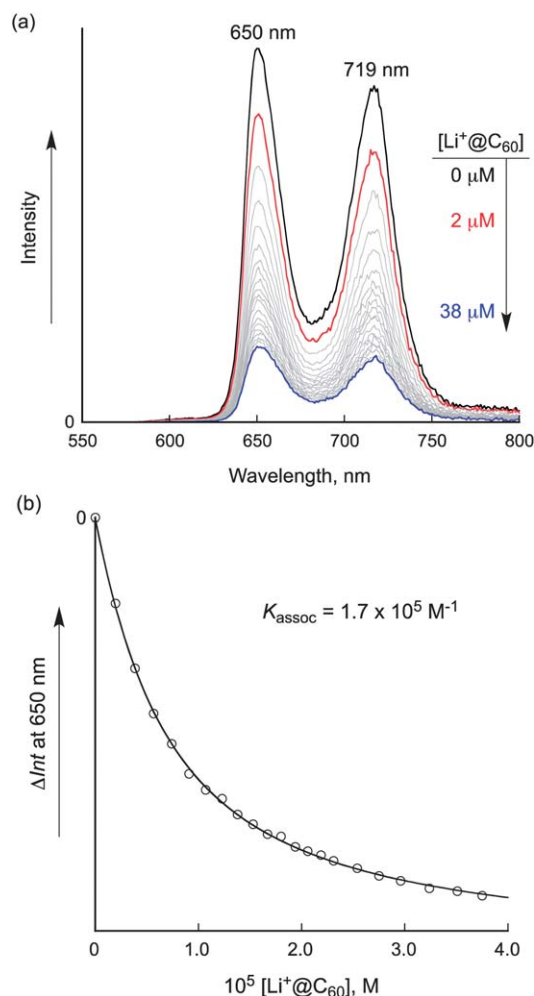 (a)
650 nm
719 nm
[Li⁺@C₆₀]
0 μM
2 μM
38 μM
Intensity
0
550 600 650 700 750 800
Wavelength, nm
(b)
0
K_assoc = 1.7 x 10⁵ M⁻¹
ΔInt at 650 nm
0 1.0 2.0 3.0 4.0
10⁵ [Li⁺@C₆₀], M